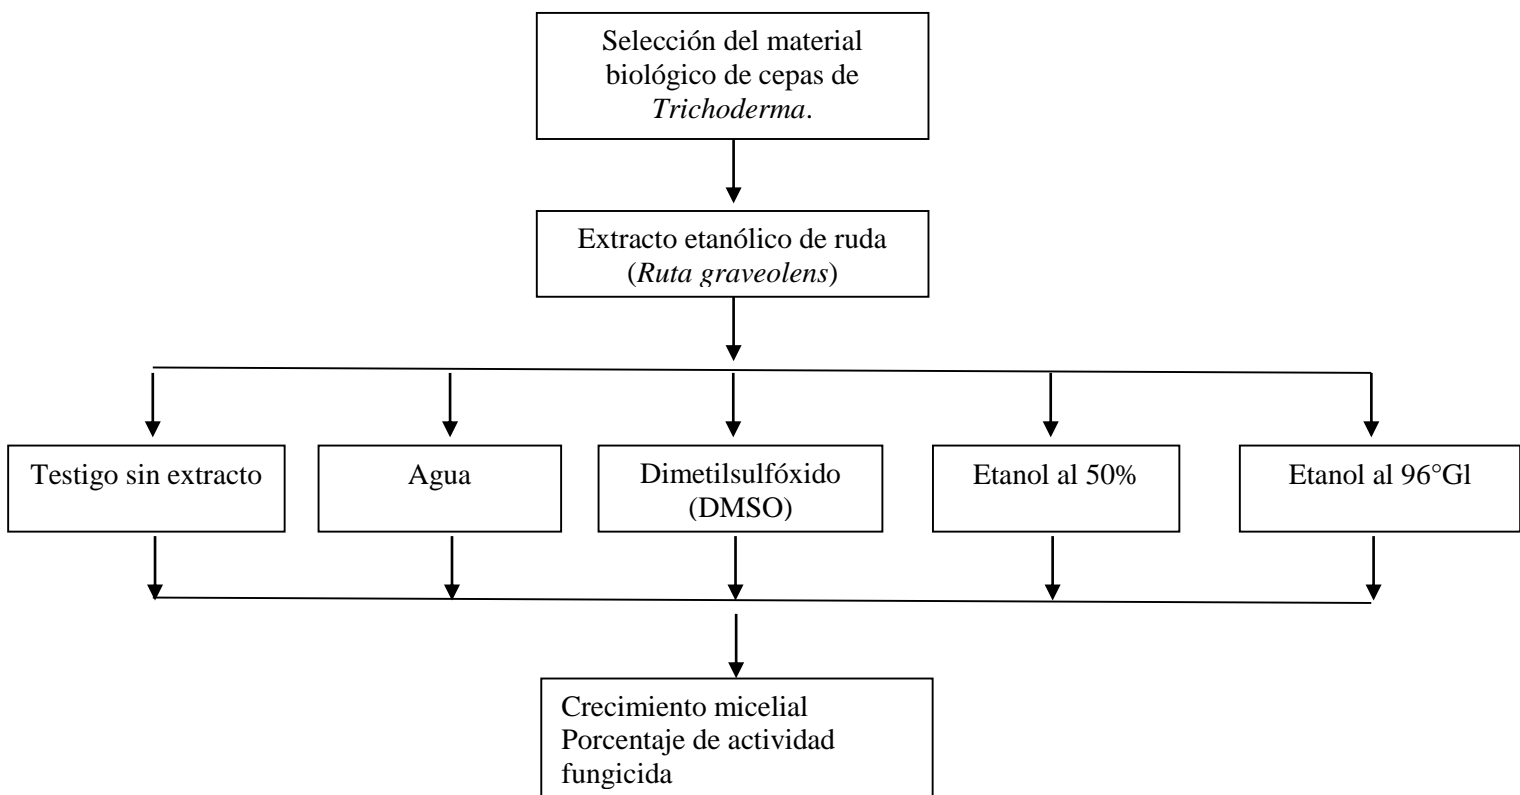 Selección del material
biológico de cepas de
Trichoderma.
Extracto etanólico de ruda
(Ruta graveolens)
Testigo sin extracto
Agua
Dimetilsulfóxido
(DMSO)
Etanol al 50%
Etanol al 96°Gl
Crecimiento micelial
Porcentaje de actividad
fungicida